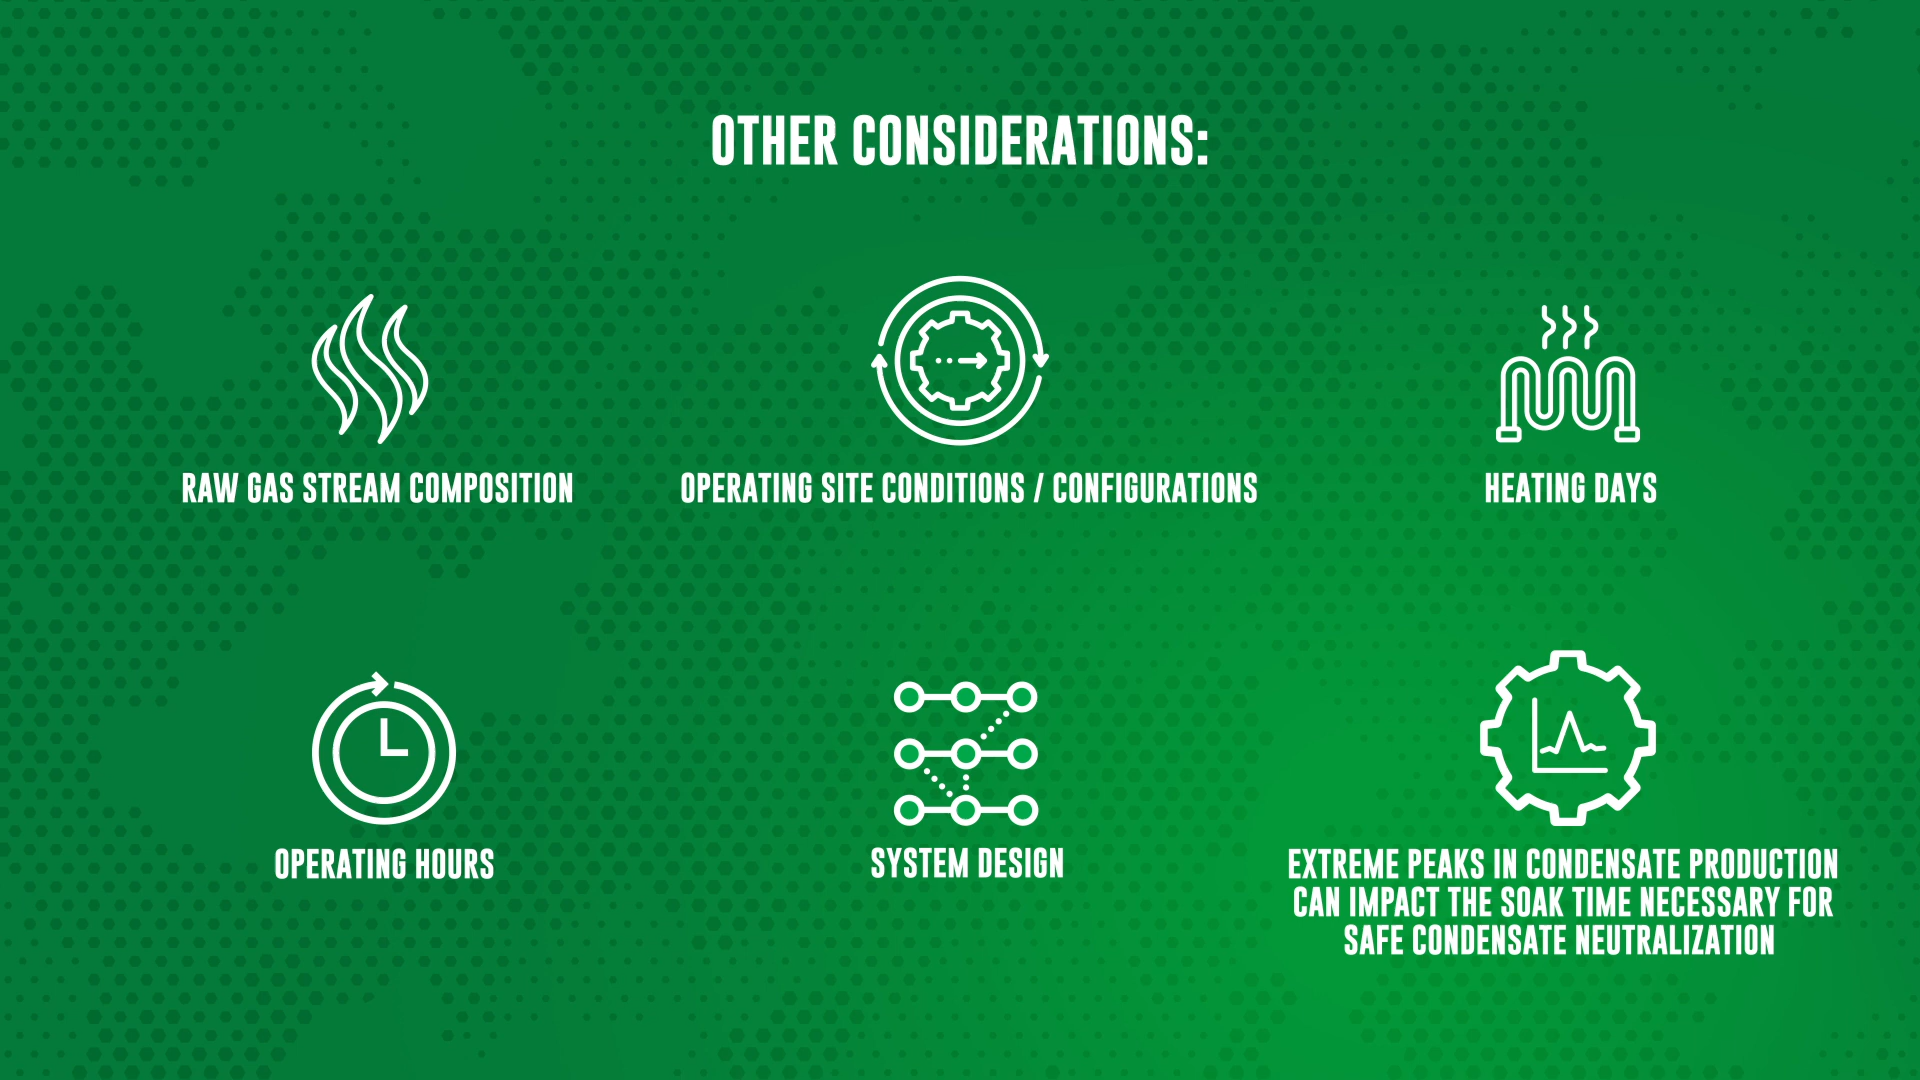 OTHER CONSIDERATIONS:
RAW GAS STREAM COMPOSITION
OPERATING SITE CONDITIONS / CONFIGURATIONS
HEATING DAYS
OPERATING HOURS
SYSTEM DESIGN
EXTREME PEAKS IN CONDENSATE PRODUCTION
CAN IMPACT THE SOAK TIME NECESSARY FOR
SAFE CONDENSATE NEUTRALIZATION